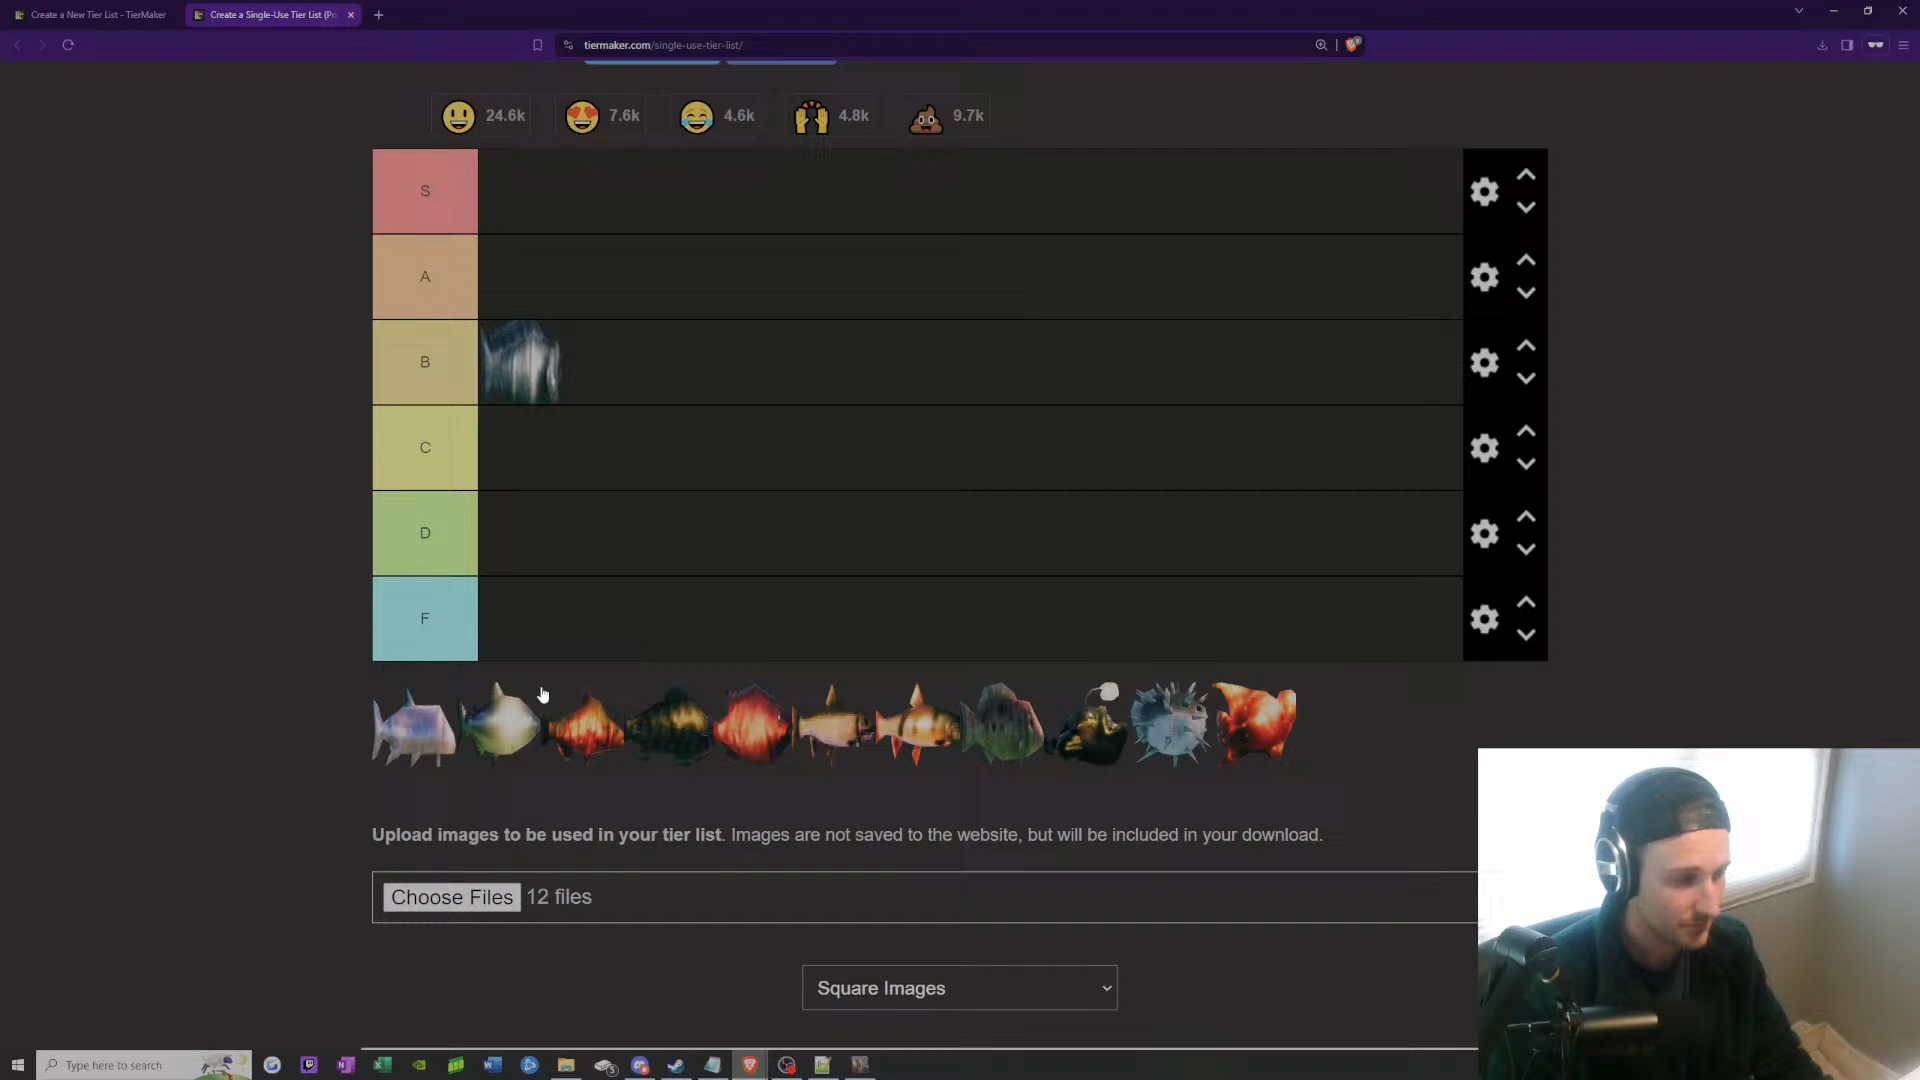 Create a New Tier List - TierMaker
Create a Single-Use Tier List (Pr
tiermaker.com/single-use-tier-list/
24.6k 7.6k 4.6k 4.8k 9.7k
S
A
B
C
D
F
Upload images to be used in your tier list. Images are not saved to the website, but will be included in your download.
Choose Files 12 files
Square Images
Type here to search